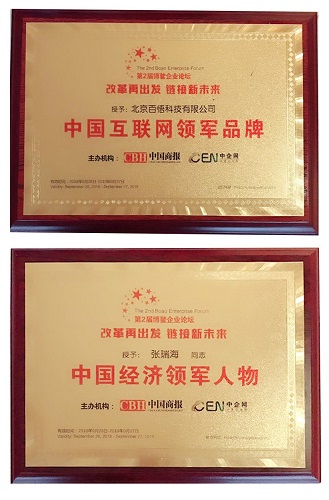 The 2nd Boao Enterprise Forum
第2届博鳌企业论坛
改革再出发 链接新未来
授予：北京百悟科技有限公司
中国互联网领军品牌
主办机构： CBH 中国商报 CEN 中企网
The 2nd Boao Enterprise Forum
第2届博鳌企业论坛
改革再出发 链接新未来
授予： 张瑞海 同志
中国经济领军人物
主办机构： CBH 中国商报 CEN 中企网